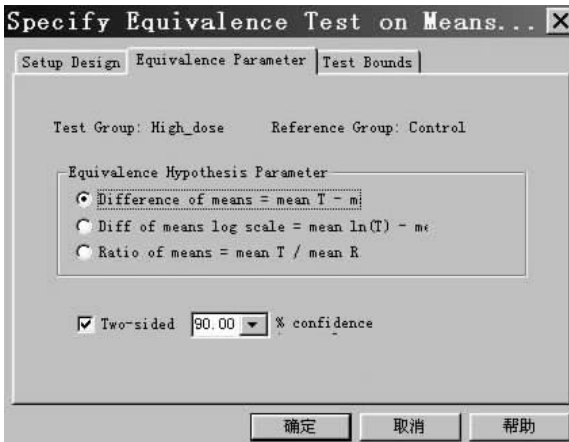 Specify Equivalence Test on Means...
Setup Design Equivalence Parameter Test Bounds
Test Group: High_dose Reference Group: Control
Equivalence Hypothesis Parameter
Difference of means = mean T - m
Diff of means log scale = mean ln(T) - me
Ratio of means = mean T / mean R
Two-sided 90.00 % confidence
确定 取消 帮助